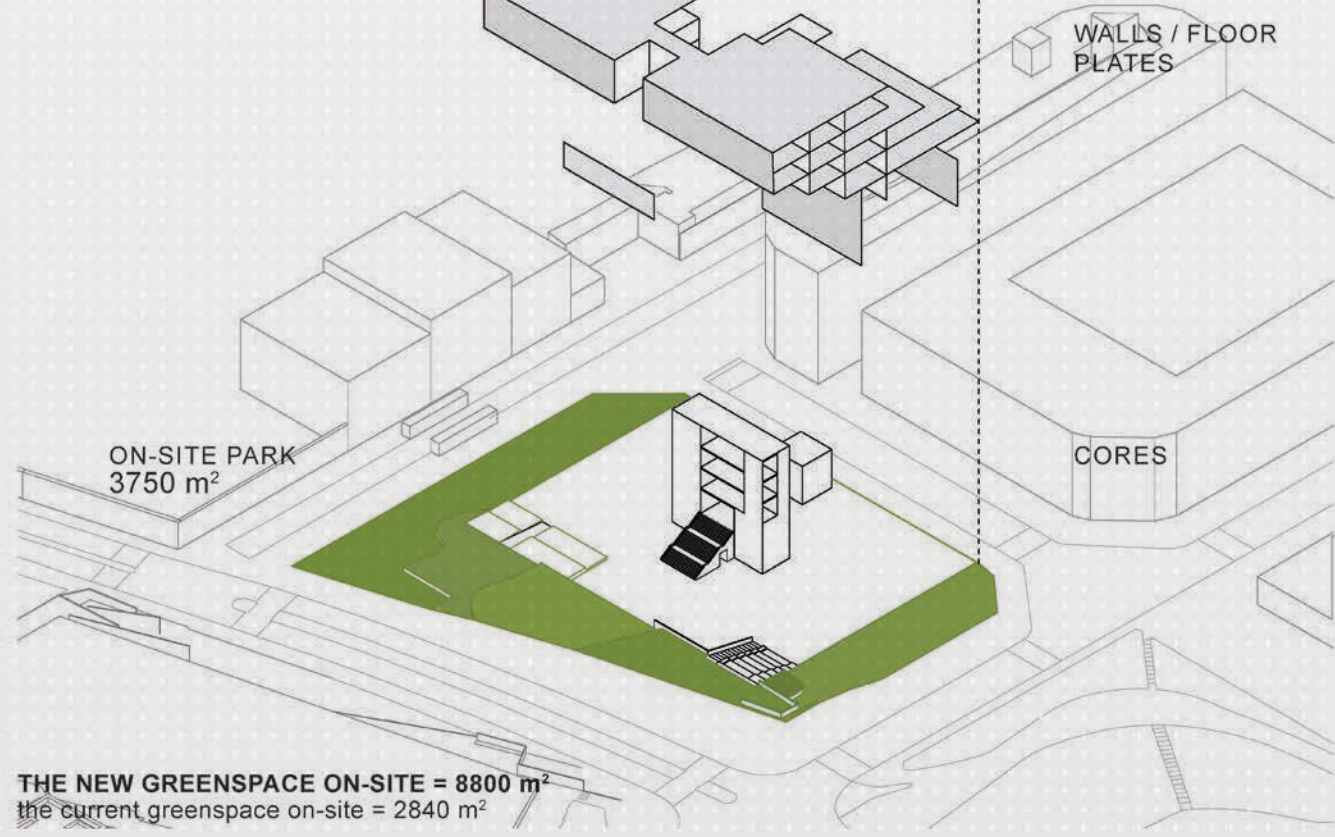 WALLS / FLOOR
PLATES
ON-SITE PARK
3750 m²
CORES
THE NEW GREENSPACE ON-SITE = 8800 m²
the current greenspace on-site = 2840 m²